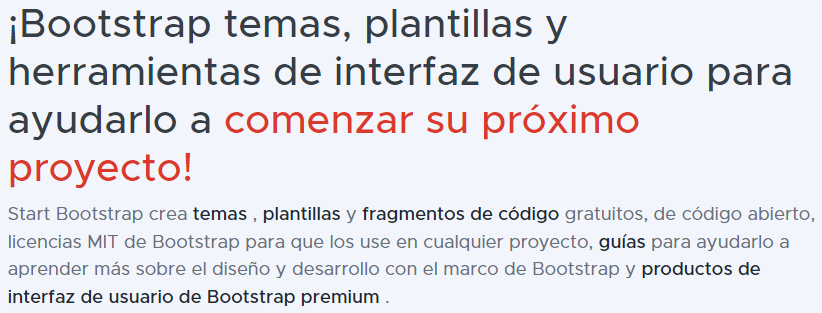 ¡Bootstrap temas, plantillas y
herramientas de interfaz de usuario para
ayudarlo a comenzar su próximo
proyecto!
Start Bootstrap crea temas , plantillas y fragmentos de código gratuitos, de código abierto,
licencias MIT de Bootstrap para que los use en cualquier proyecto, guías para ayudarlo a
aprender más sobre el diseño y desarrollo con el marco de Bootstrap y productos de
interfaz de usuario de Bootstrap premium .